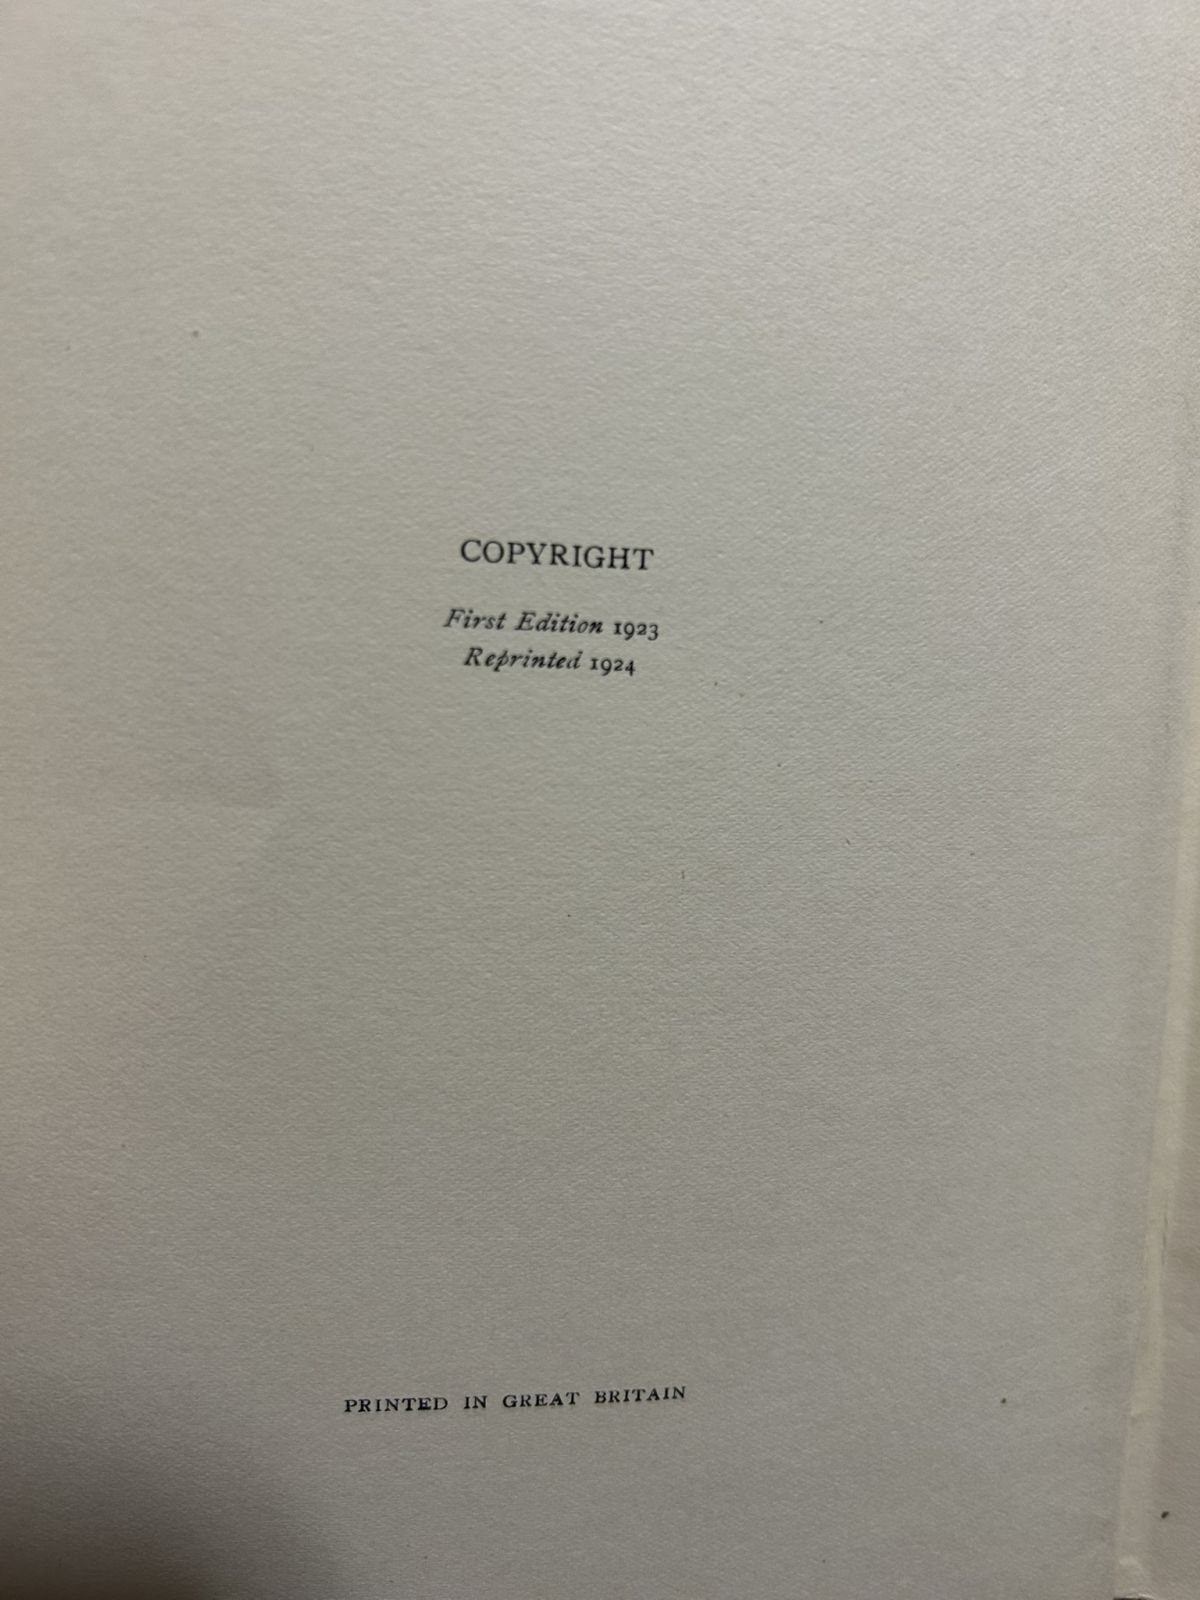 COPYRIGHT
First Edition 1923
Reprinted 1924
PRINTED IN GREAT BRITAIN